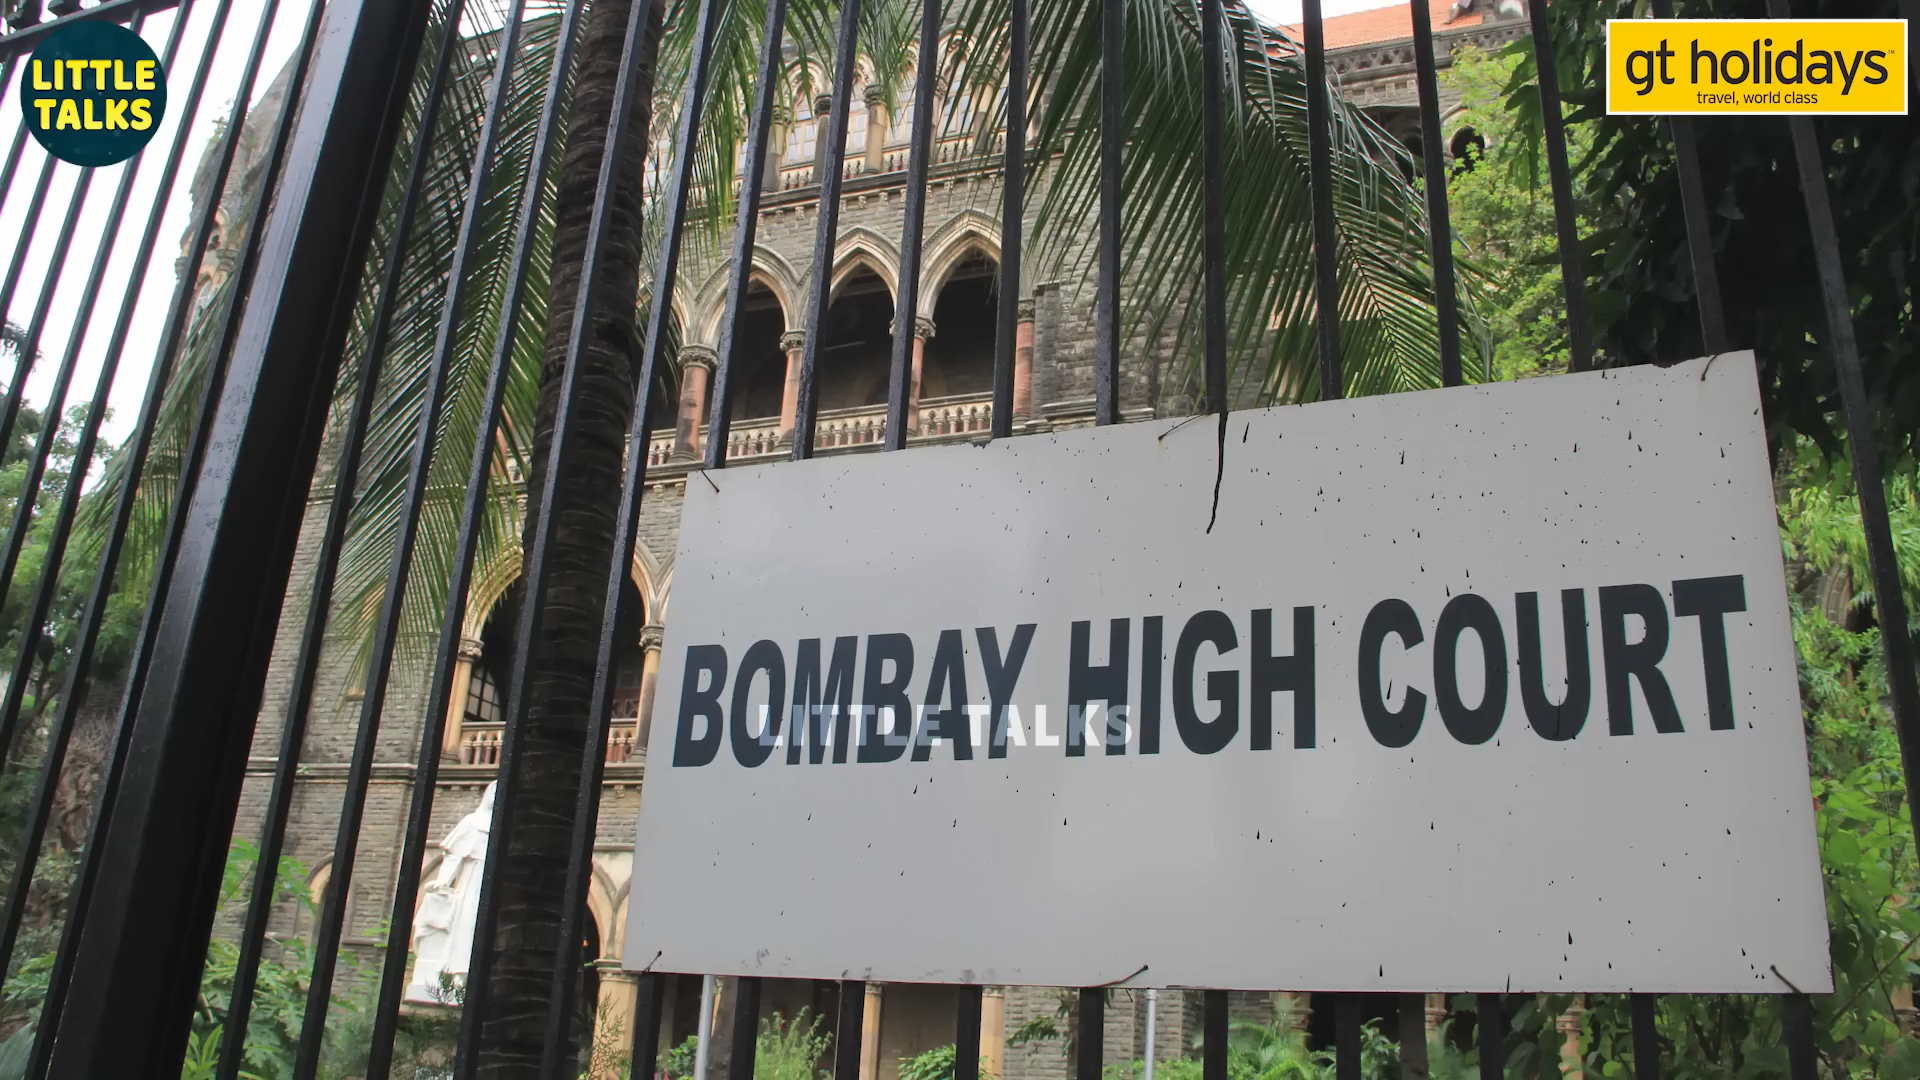 LITTLE
TALKS
gt holidays
travel, world class
BOMBAY HIGH COURT
LITTLE TALKS